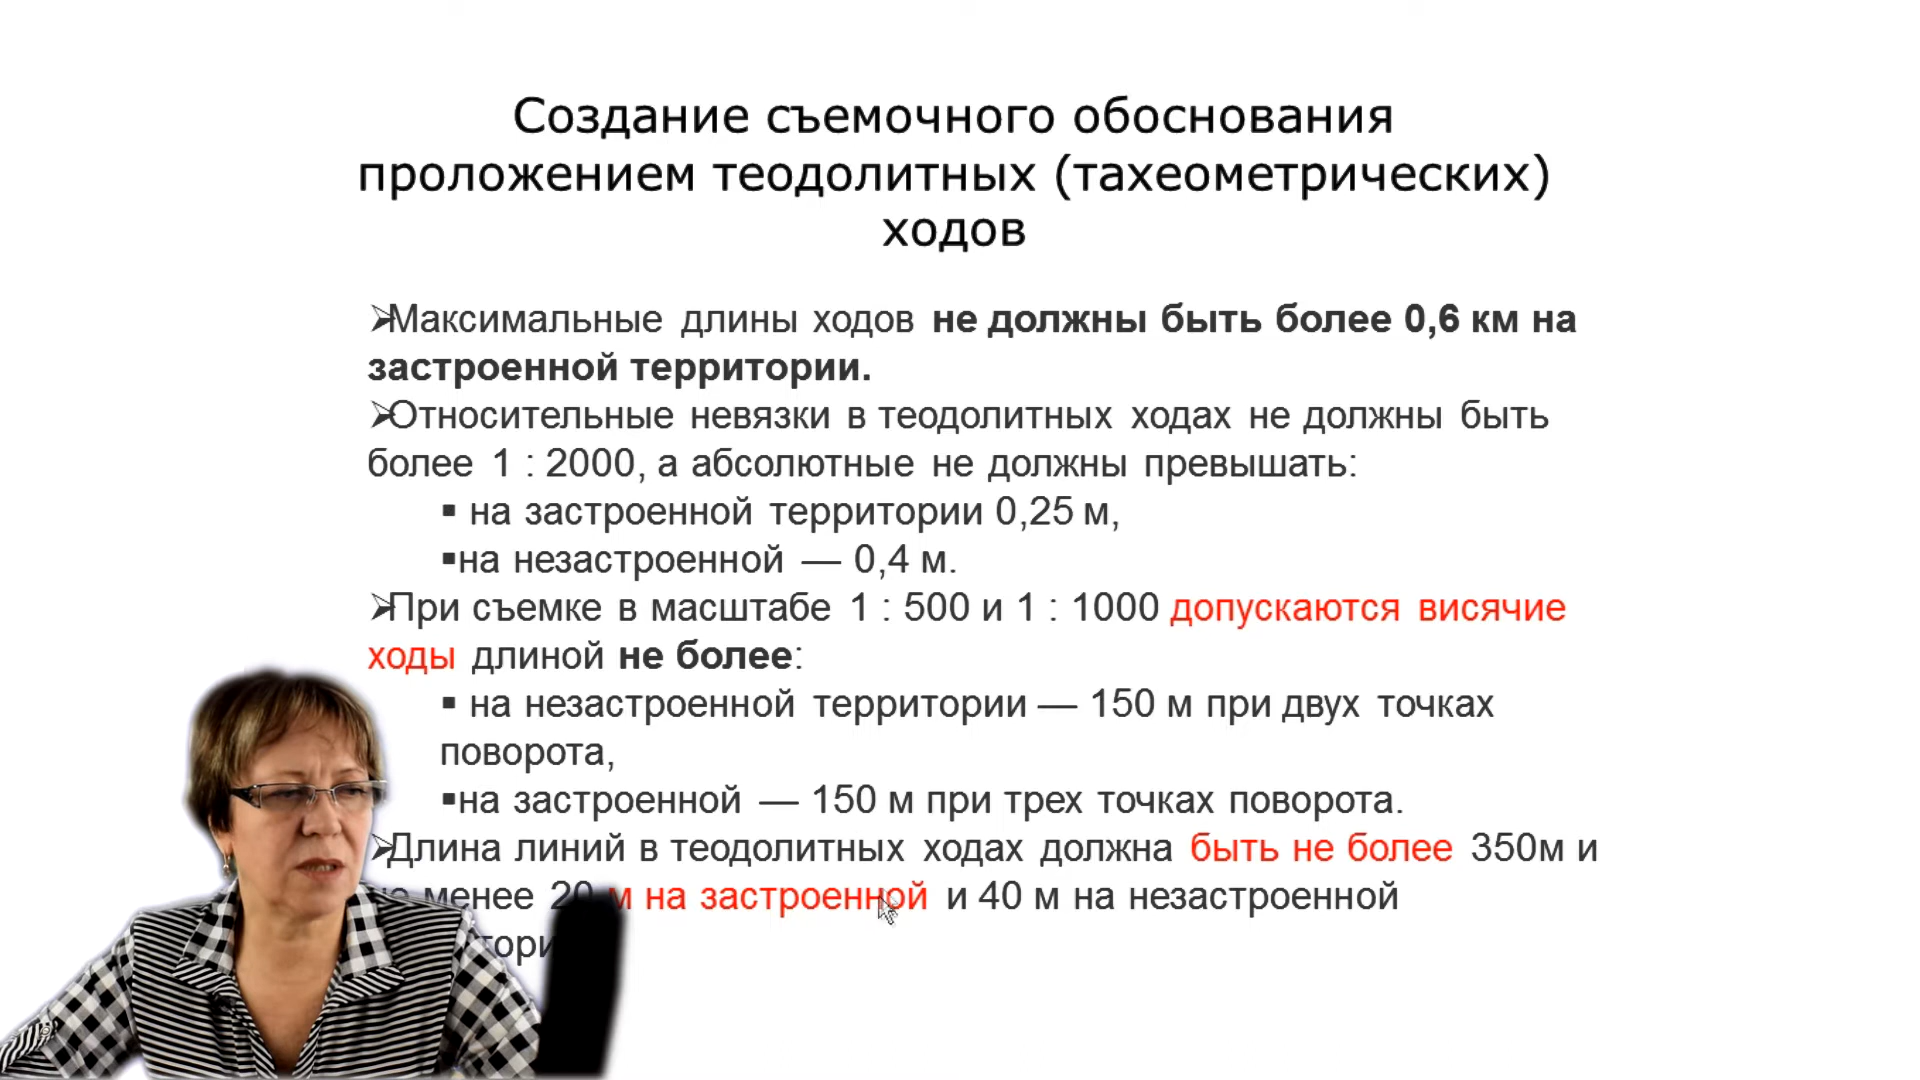 Создание съемочного обоснования
проложением теодолитных (тахеометрических)
ходов
➢Максимальные длины ходов не должны быть более 0,6 км на
застроенной территории.
➢Относительные невязки в теодолитных ходах не должны быть
более 1 : 2000, а абсолютные не должны превышать:
▪ на застроенной территории 0,25 м,
▪на незастроенной — 0,4 м.
➢При съемке в масштабе 1 : 500 и 1 : 1000 допускаются висячие
ходы длиной не более:
▪ на незастроенной территории — 150 м при двух точках
поворота,
▪на застроенной — 150 м при трех точках поворота.
➢Длина линий в теодолитных ходах должна быть не более 350м и
менее 20 м на застроенной и 40 м на незастроенной